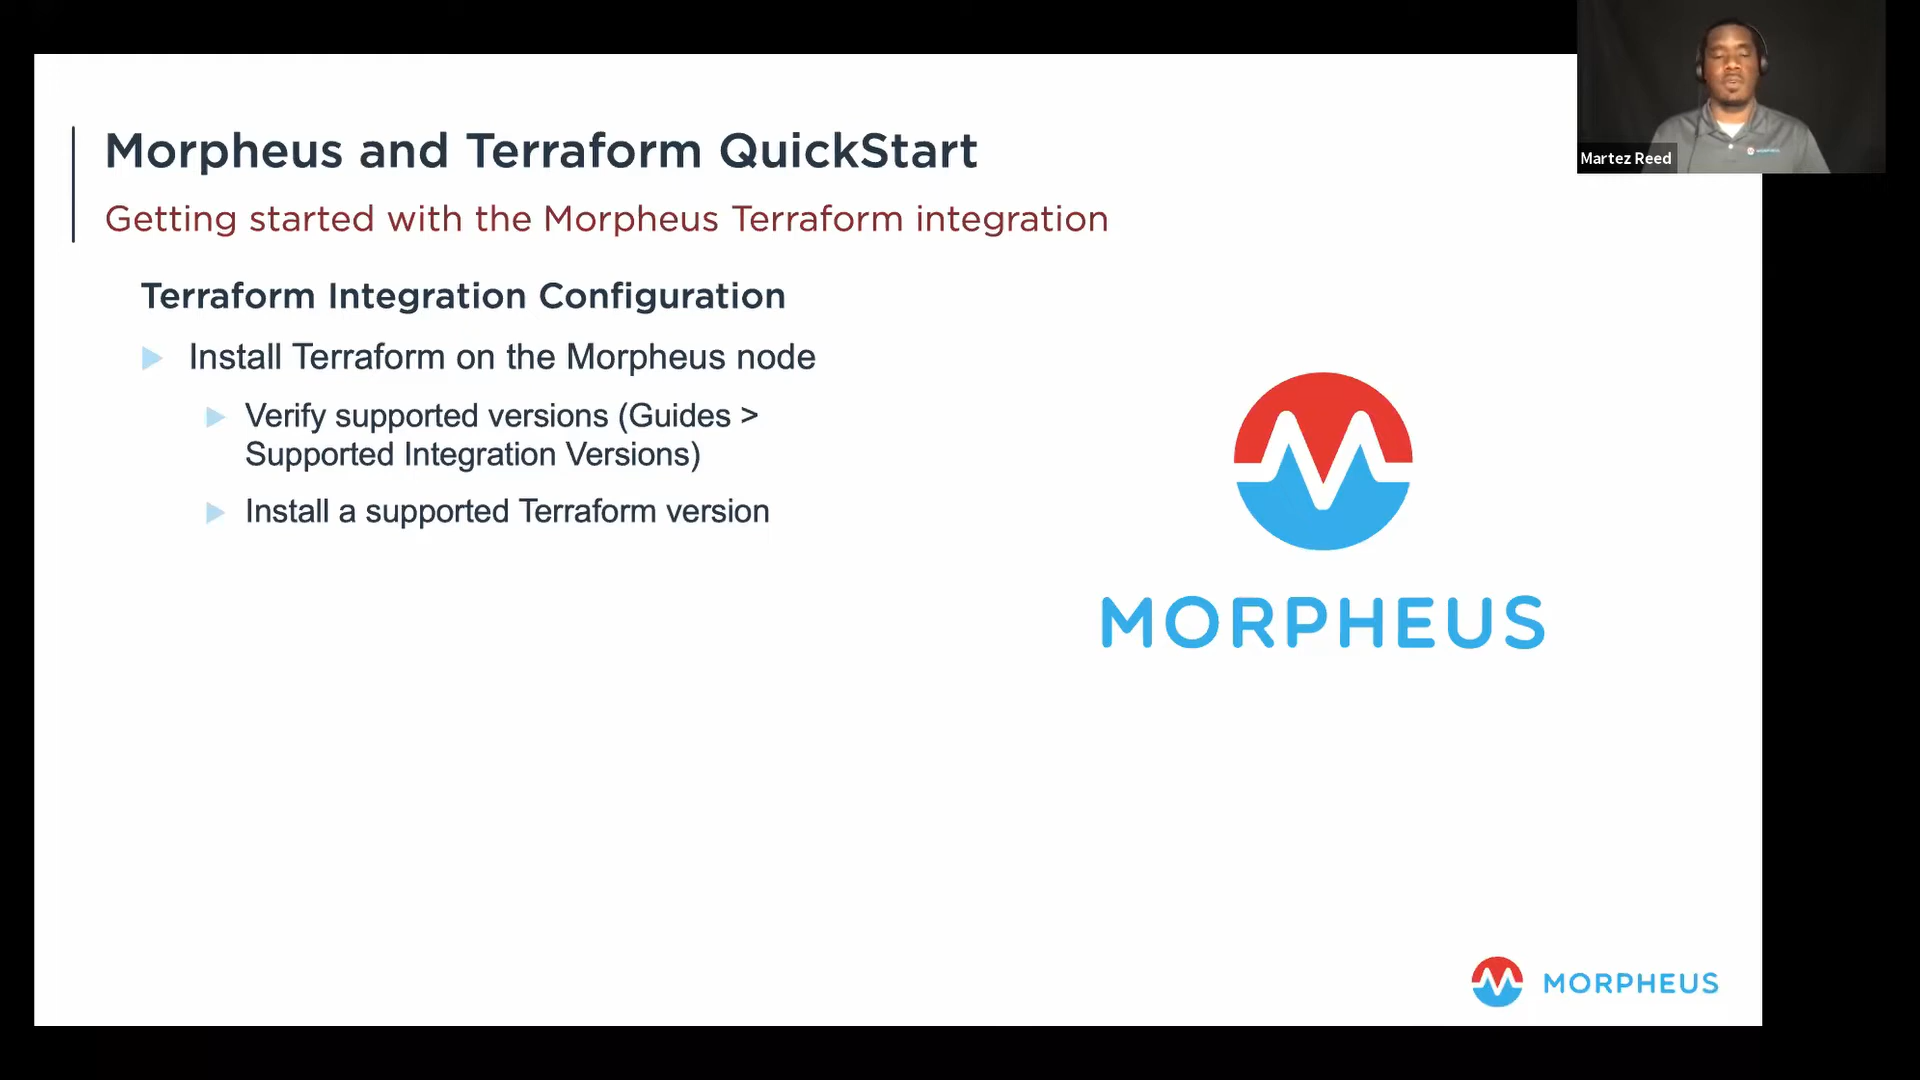 Morpheus and Terraform QuickStart
Getting started with the Morpheus Terraform integration
Terraform Integration Configuration
Install Terraform on the Morpheus node
Verify supported versions (Guides >
Supported Integration Versions)
Install a supported Terraform version
MORPHEUS
MORPHEUS
Martez Reed